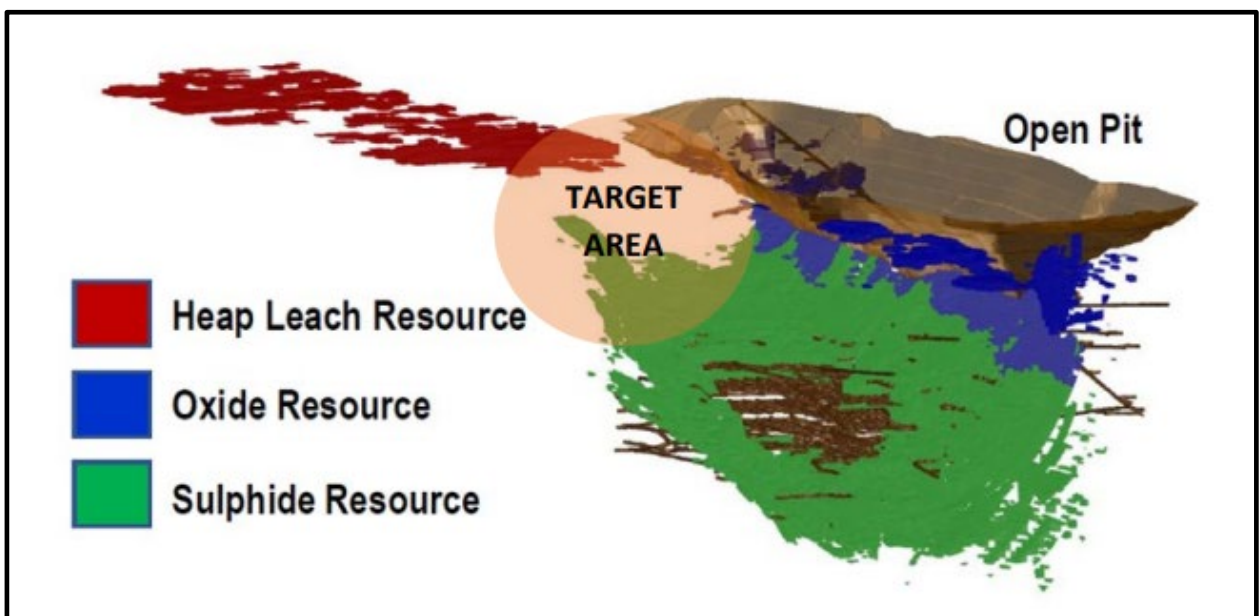 Open Pit
TARGET
AREA
Heap Leach Resource
Oxide Resource
Sulphide Resource